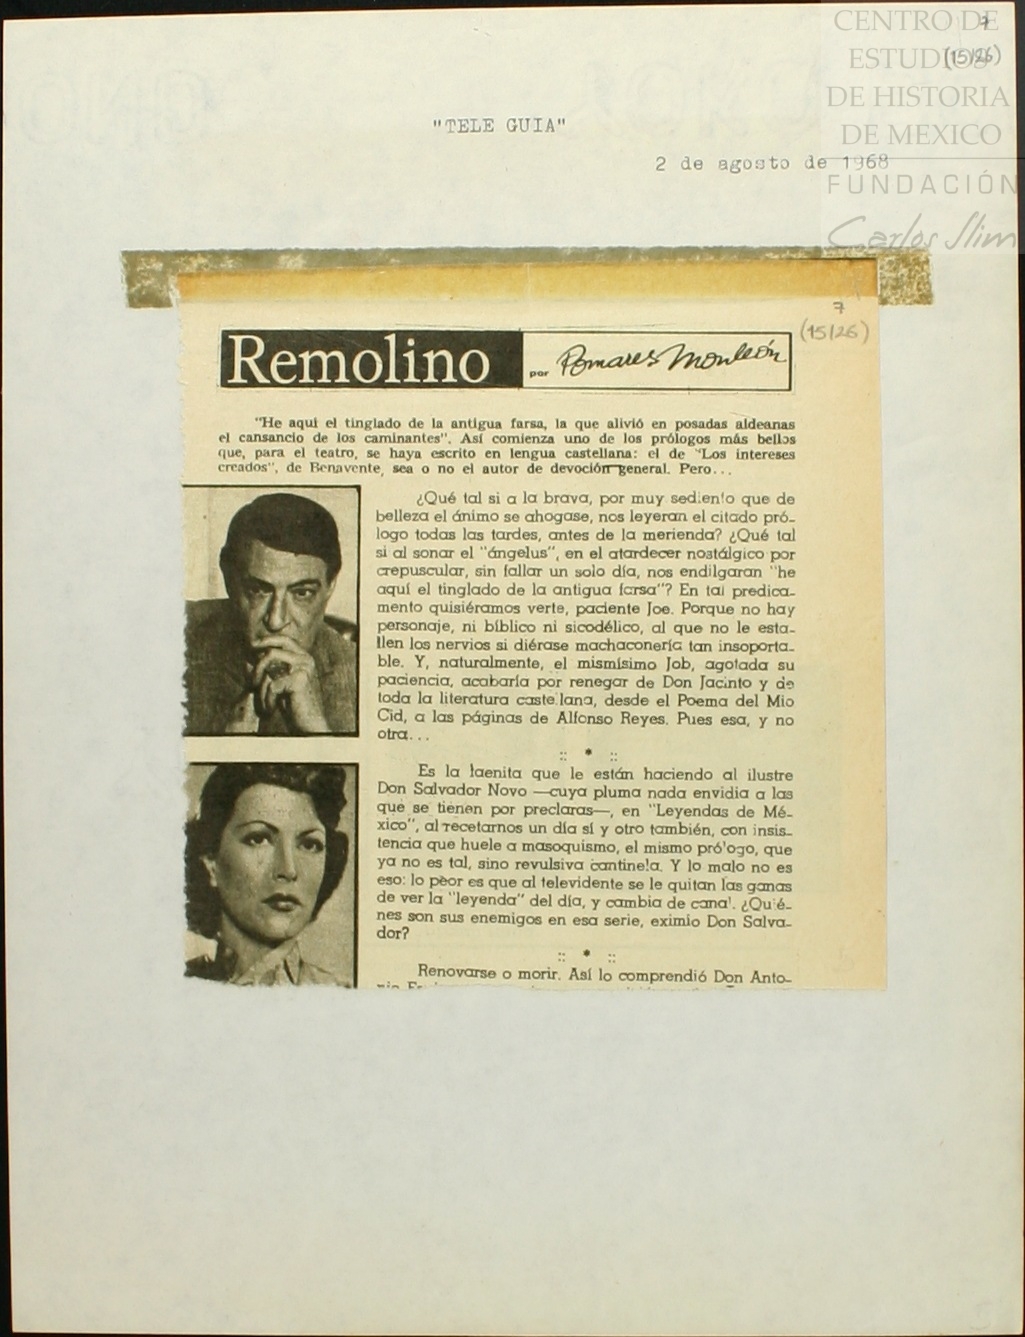 CENTRO DE
ESTUDIOS
DE HISTORIA
DE MEXICO
FUNDACIÓN
Carlos Slim
7
(15/26)
"TELE GUIA"
2 de agosto de 1968
7
(15/26)
Remolino por Pomares Monleón
"He aquí el tinglado de la antigua farsa, la que alivió en posadas aldeanas
el cansancio de los caminantes". Así comienza uno de los prólogos más bellos
que, para el teatro, se haya escrito en lengua castellana: el de "Los intereses
creados", de Benavente, sea o no el autor de devoción general. Pero...
¿Qué tal si a la brava, por muy sediento que de
belleza el ánimo se ahogase, nos leyeran el citado pró-
logo todas las tardes, antes de la merienda? ¿Qué tal
si al sonar el "ángelus", en el atardecer nostálgico por
crepuscular, sin fallar un solo día, nos endilgaran "he
aquí el tinglado de la antigua farsa"? En tal predica-
mento quisiéramos verte, paciente Joe. Porque no hay
personaje, ni bíblico ni sicodélico, al que no le esta-
llen los nervios si diérase machaconería tan insoporta-
ble. Y, naturalmente, el mismísimo Job, agotada su
paciencia, acabaría por renegar de Don Jacinto y de
toda la literatura caste lana, desde el Poema del Mio
Cid, a las páginas de Alfonso Reyes. Pues esa, y no
otra...
:: * ::
Es la faenita que le están haciendo al ilustre
Don Salvador Novo —cuya pluma nada envidia a las
que se tienen por preclaras—, en "Leyendas de Mé-
xico", al recetarnos un día sí y otro también, con insis-
tencia que huele a masoquismo, el mismo pró'ogo, que
ya no es tal, sino revulsiva cantine!a. Y lo malo no es
eso: lo peor es que al televidente se le quitan las ganas
de ver la "leyenda" del día, y cambia de cana'. ¿Quié-
nes son sus enemigos en esa serie, eximio Don Salva-
dor?
:: * ::
Renovarse o morir. Así lo comprendió Don Anto-